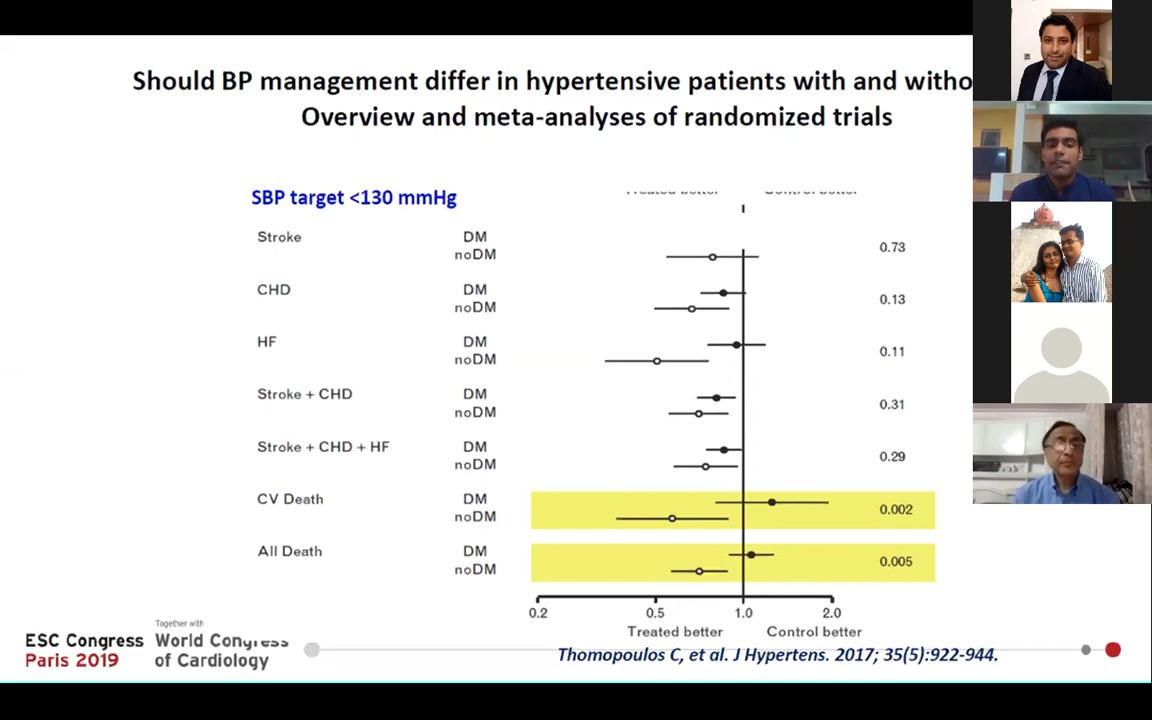 Should BP management differ in hypertensive patients with and witho
Overview and meta-analyses of randomized trials
SBP target <130 mmHg
Treated better Control better
Stroke DM
noDM
0.73
CHD DM
noDM
0.13
HF DM
noDM
0.11
Stroke + CHD DM
noDM
0.31
Stroke + CHD + HF DM
noDM
0.29
CV Death DM
noDM
0.002
All Death DM
noDM
0.005
0.2 0.5 1.0 2.0
Treated better Control better
ESC Congress
Paris 2019
Together with
World Congress
of Cardiology
Thomopoulos C, et al. J Hypertens. 2017; 35(5):922-944.